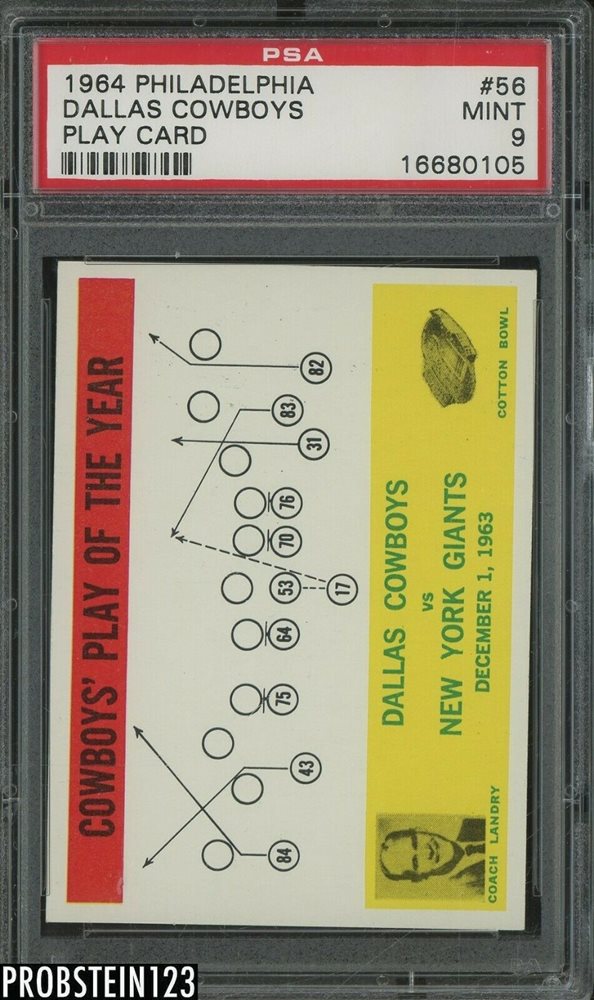 PSA
1964 PHILADELPHIA #56
DALLAS COWBOYS MINT
PLAY CARD 9
16680105
COWBOYS' PLAY OF THE YEAR
82
83
31
76
70
53
17
64
75
43
84
DALLAS COWBOYS
vs
NEW YORK GIANTS
DECEMBER 1, 1963
COACH LANDRY
COTTON BOWL
PROBSTEIN123